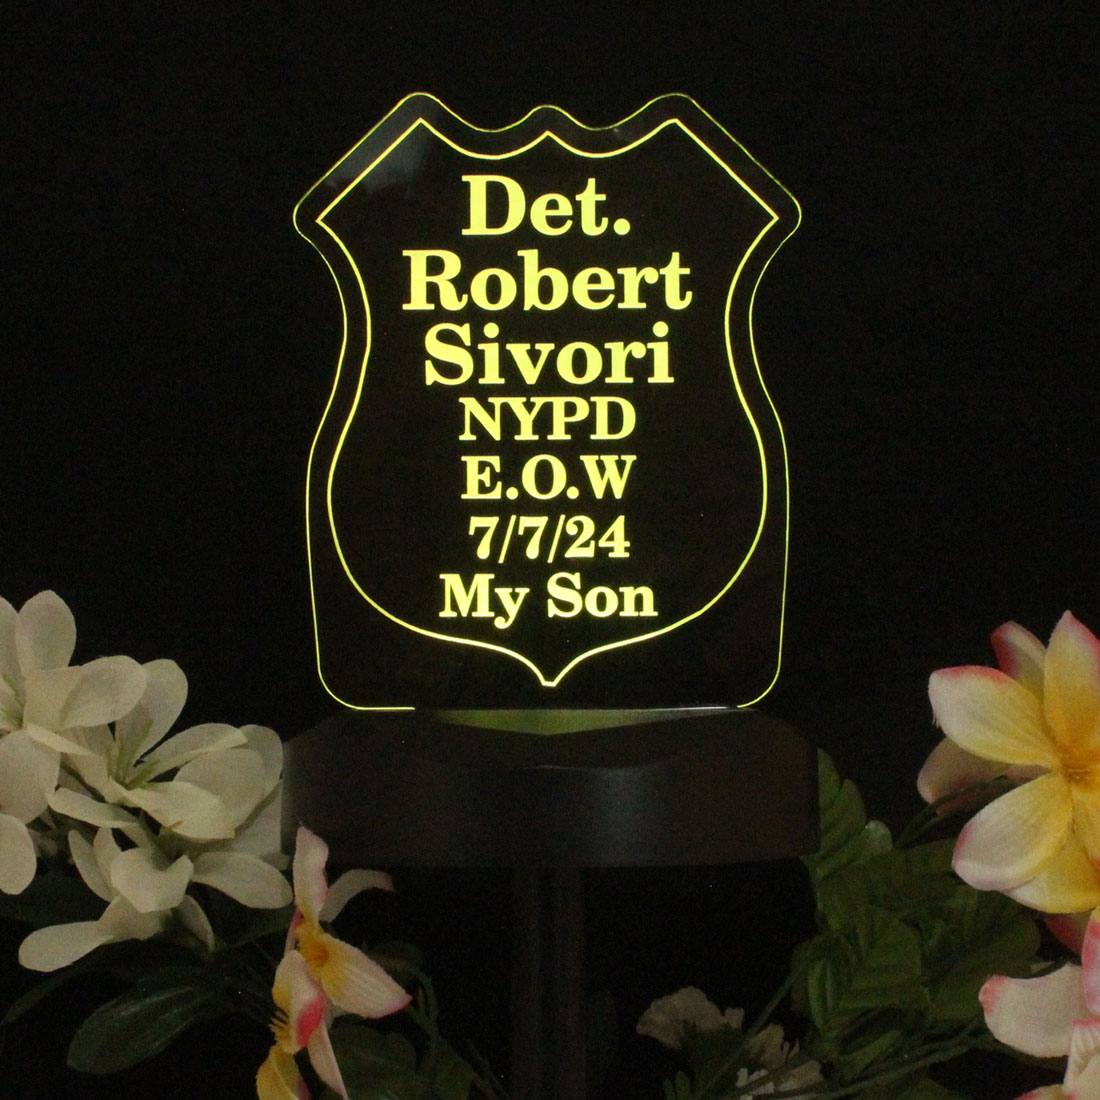 Det.
Robert
Sivori
NYPD
E.O.W
7/7/24
My Son